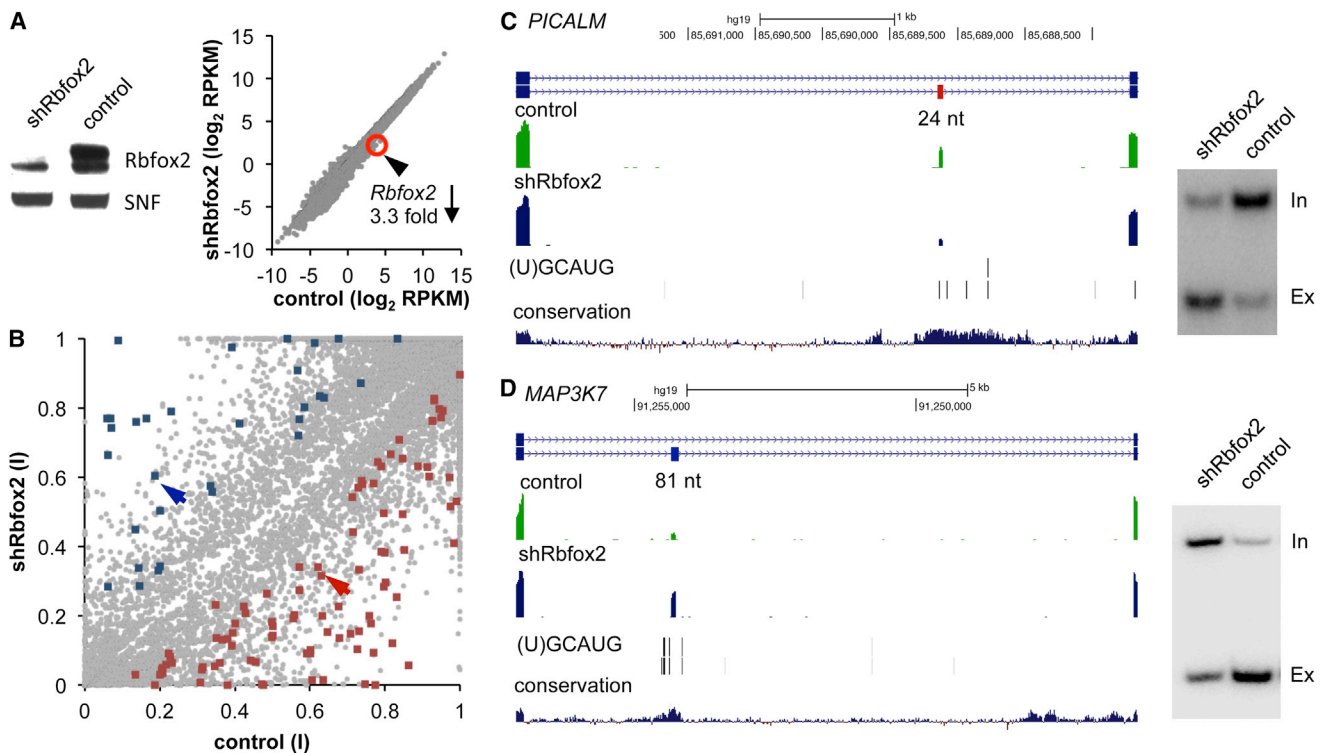 A
shRbfox2
control
Rbfox2
SNF
shRbfox2 (log2 RPKM)
15
10
5
0
-5
-10
-10 -5 0 5 10 15
control (log2 RPKM)
Rbfox2
3.3 fold
B
shRbfox2 (I)
1
0.8
0.6
0.4
0.2
0
0 0.2 0.4 0.6 0.8 1
control (I)
C PICALM
hg19 1 kb
500 85,691,000 85,690,500 85,690,000 85,689,500 85,689,000 85,688,500
control
24 nt
shRbfox2
(U)GCAUG
conservation
shRbfox2
control
In
Ex
D MAP3K7
hg19 5 kb
91,255,000 91,250,000
81 nt
control
shRbfox2
(U)GCAUG
conservation
shRbfox2
control
In
Ex